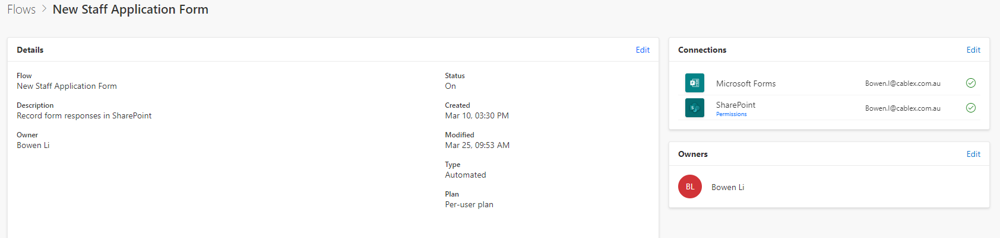 Flows > New Staff Application Form
Details
Edit
Flow
New Staff Application Form
Description
Record form responses in SharePoint
Owner
Bowen Li
Status
On
Created
Mar 10, 03:30 PM
Modified
Mar 25, 09:53 AM
Type
Automated
Plan
Per-user plan
Connections
Edit
Microsoft Forms
Bowen.l@cablex.com.au
SharePoint
Permissions
Bowen.l@cablex.com.au
Owners
Edit
BL
Bowen Li